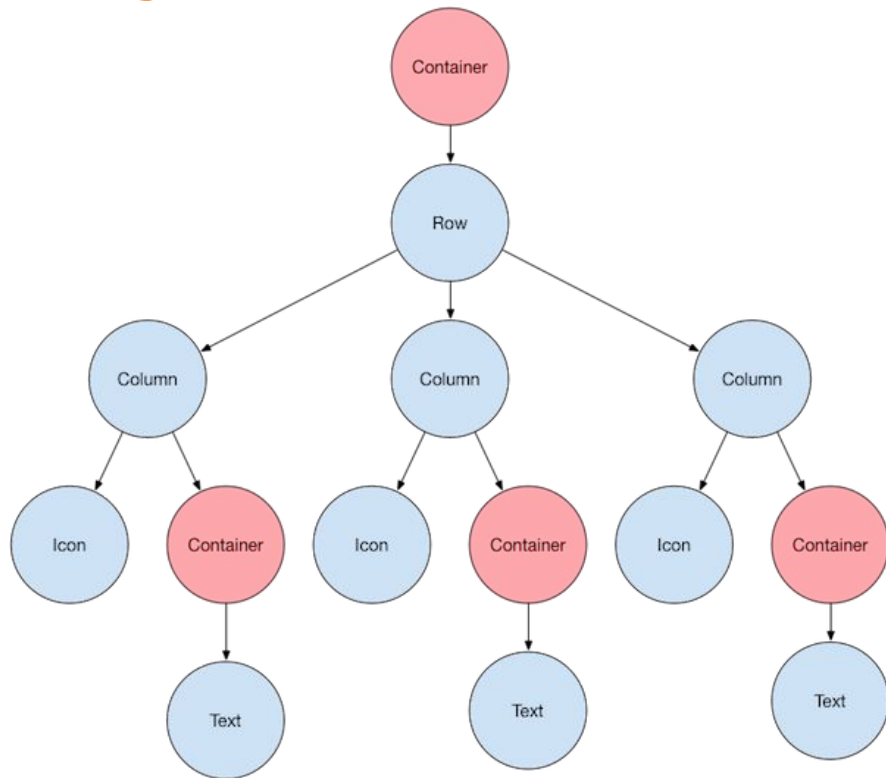 Container
Row
Column
Column
Column
Icon
Container
Icon
Container
Icon
Container
Text
Text
Text